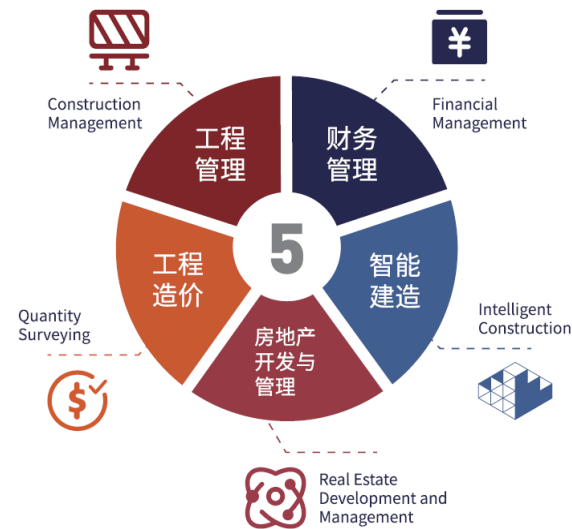 Construction
Management
工程
管理
¥
Financial
Management
财务
管理
5
智能
建造
Intelligent
Construction
房地产
开发与
管理
Real Estate
Development and
Management
工程
造价
Quantity
Surveying
$